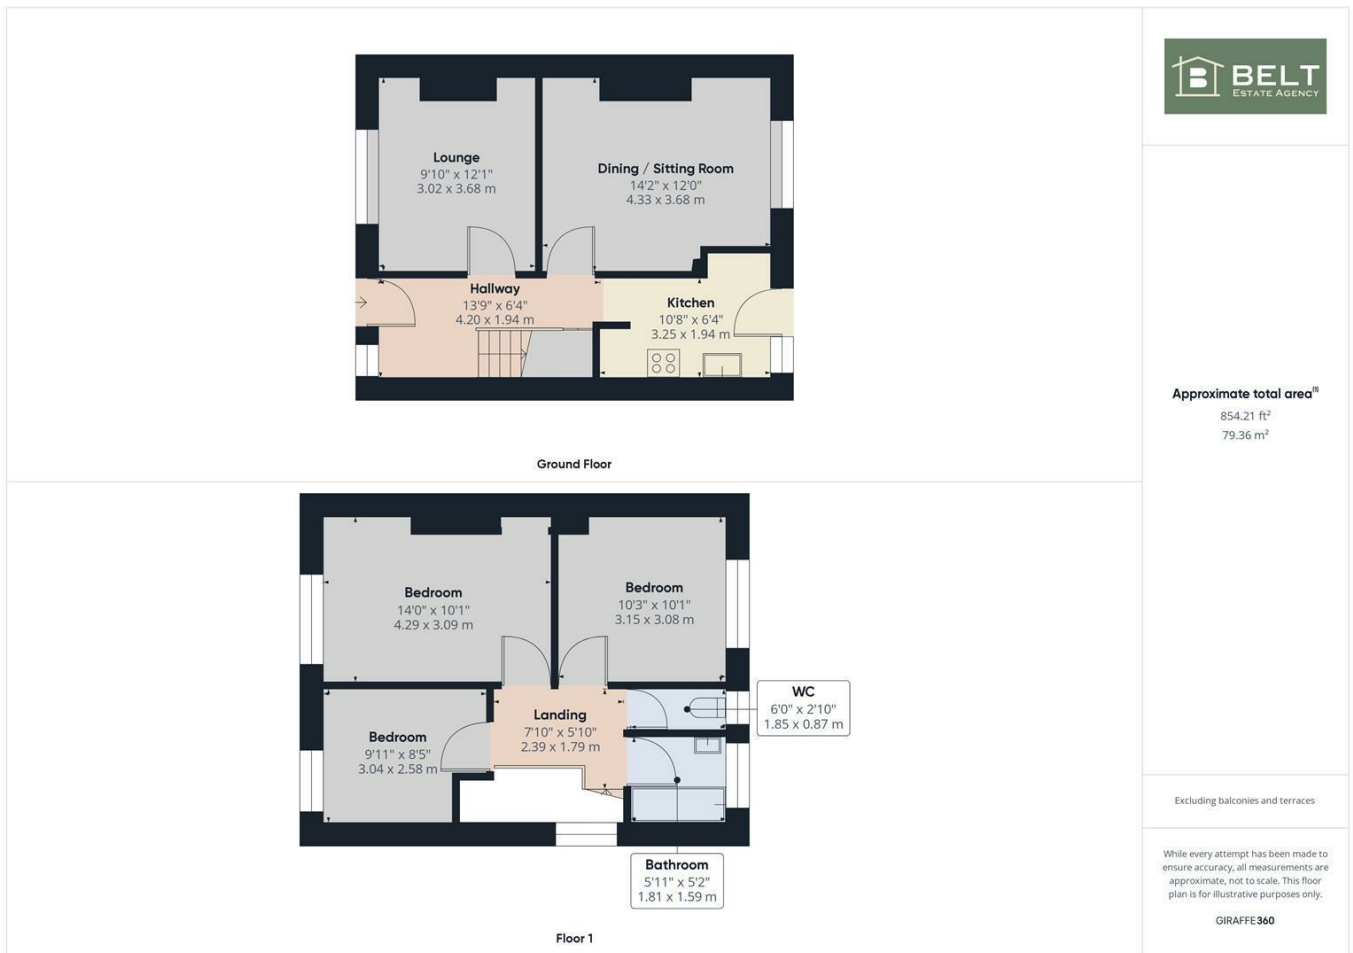 Lounge
9'10" x 12'1"
3.02 x 3.68 m
Dining / Sitting Room
14'2" x 12'0"
4.33 x 3.68 m
Hallway
13'9" x 6'4"
4.20 x 1.94 m
Kitchen
10'8" x 6'4"
3.25 x 1.94 m
Ground Floor
Bedroom
14'0" x 10'1"
4.29 x 3.09 m
Bedroom
10'3" x 10'1"
3.15 x 3.08 m
WC
6'0" x 2'10"
1.85 x 0.87 m
Landing
7'10" x 5'10"
2.39 x 1.79 m
Bedroom
9'11" x 8'5"
3.04 x 2.58 m
Bathroom
5'11" x 5'2"
1.81 x 1.59 m
Floor 1
B BELT
ESTATE AGENCY
Approximate total area⁽¹⁾
854.21 ft²
79.36 m²
Excluding balconies and terraces
While every attempt has been made to
ensure accuracy, all measurements are
approximate, not to scale. This floor
plan is for illustrative purposes only.
GIRAFFE360